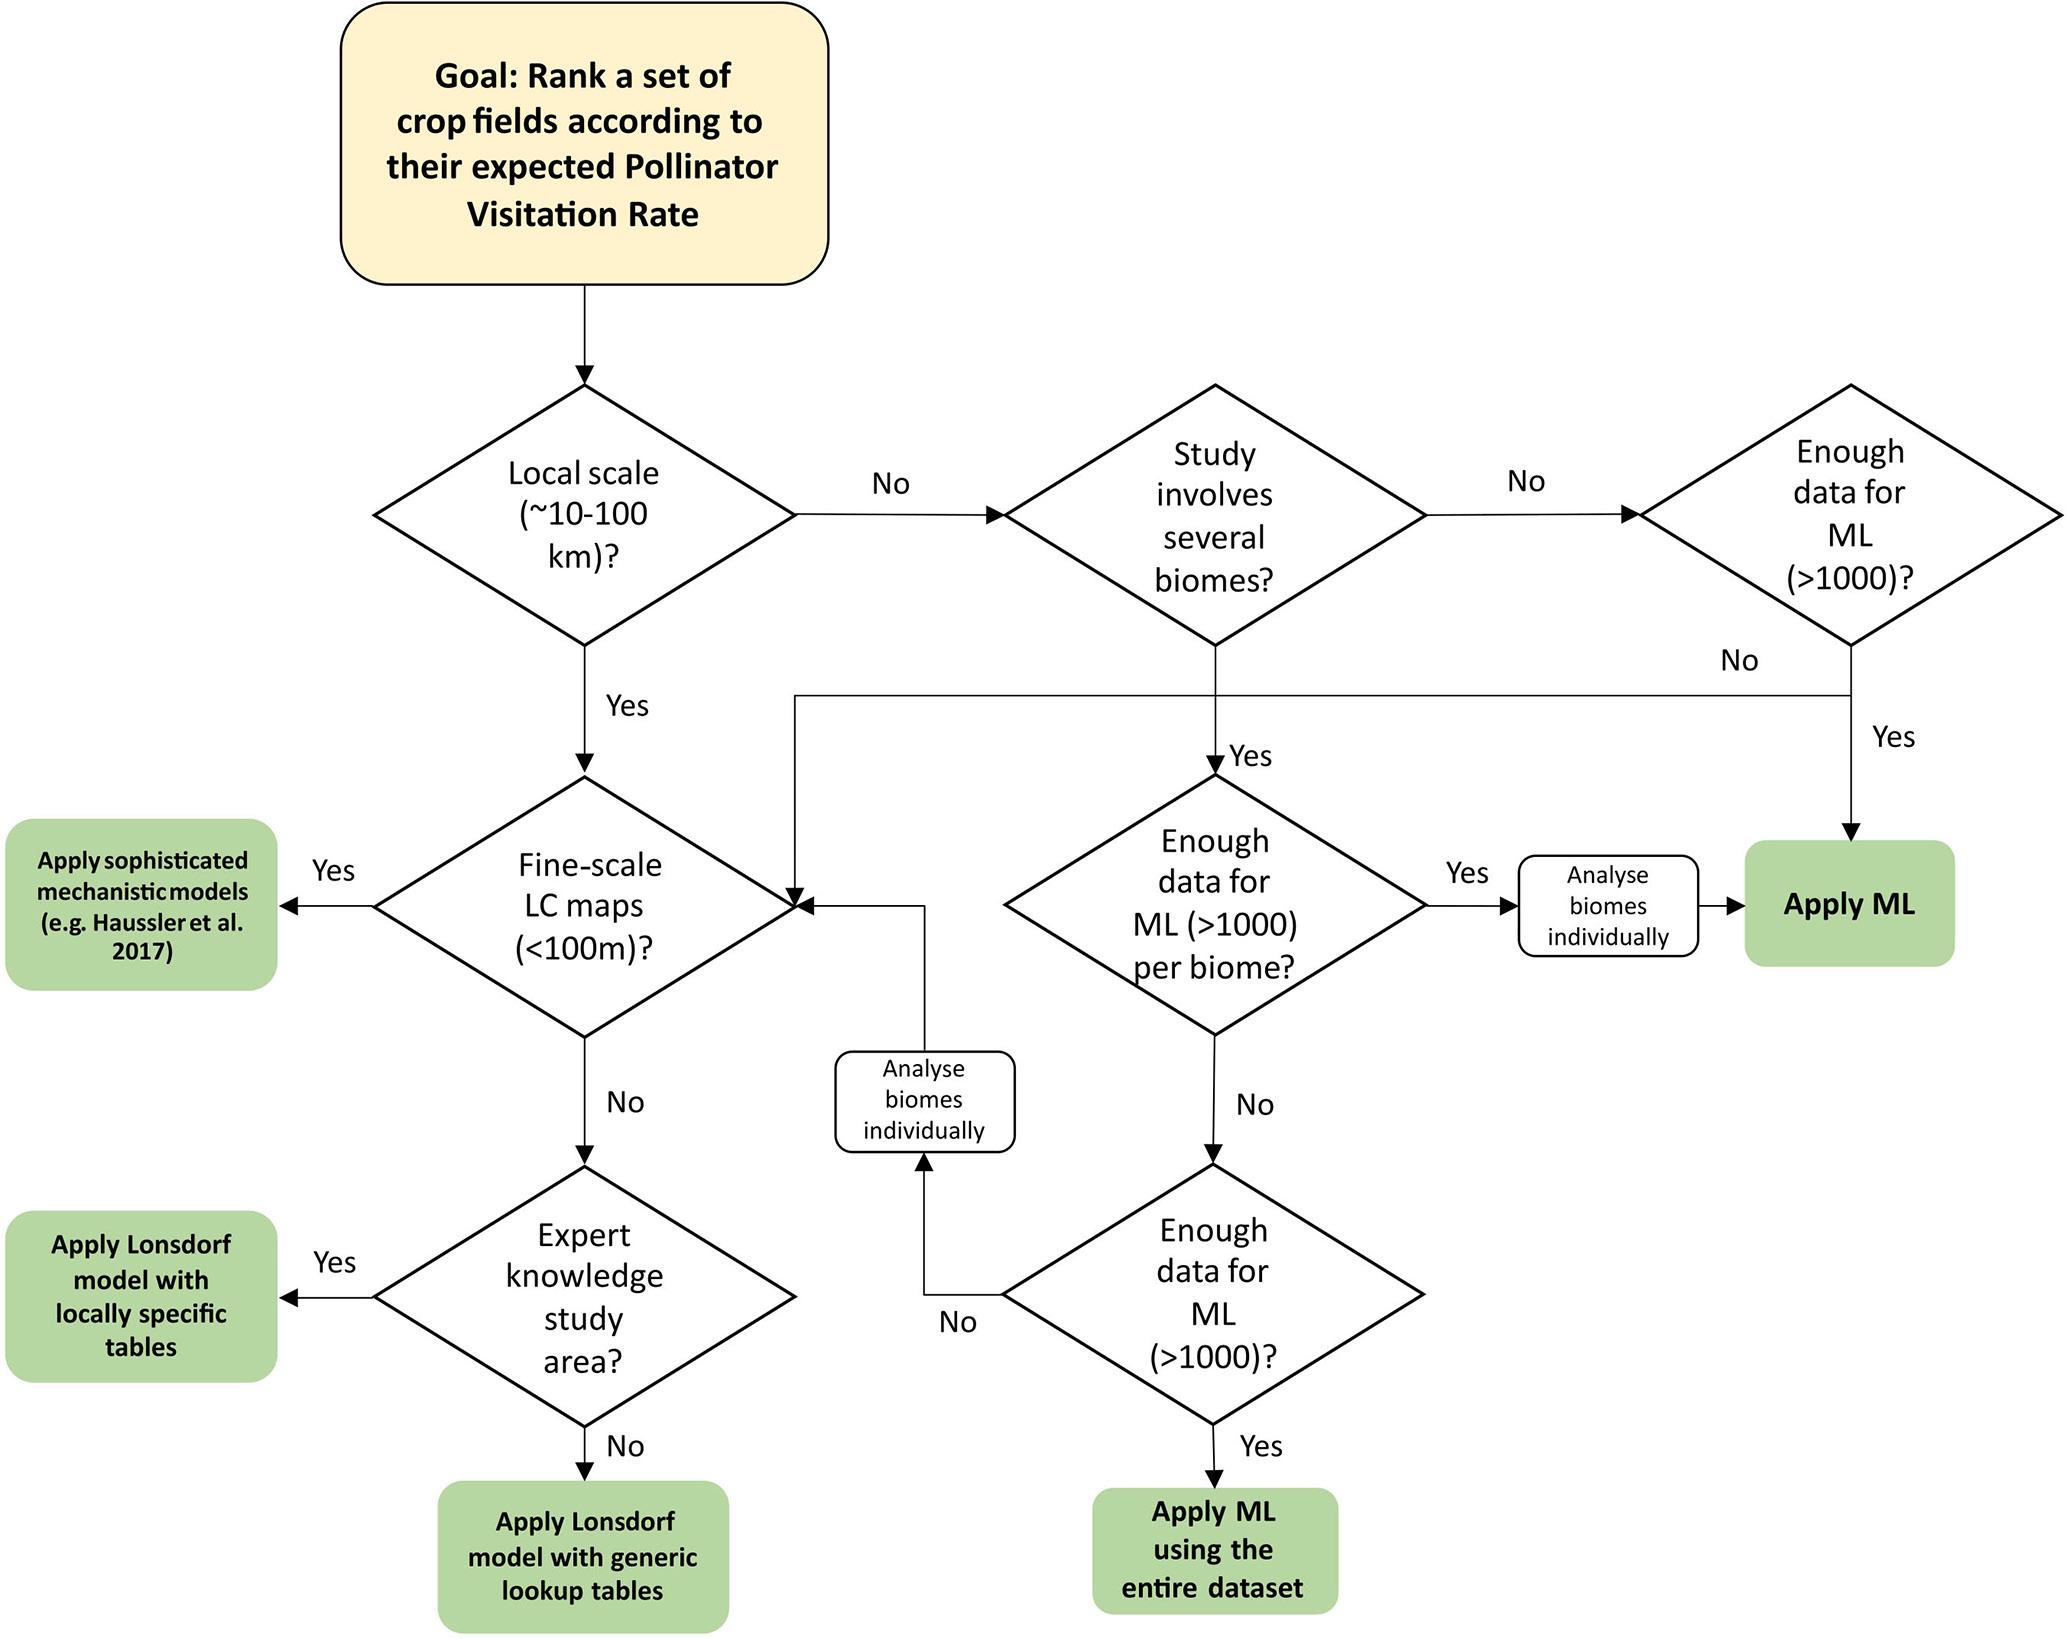 Goal: Rank a set of
crop fields according to
their expected Pollinator
Visitation Rate
Local scale
(~10-100
km)?
No
Study
involves
several
biomes?
No
Enough
data for
ML
(>1000)?
No
Yes
Yes
Yes
Apply sophisticated
mechanistic models
(e.g. Haussler et al.
2017)
Yes
Fine-scale
LC maps
(<100m)?
Enough
data for
ML (>1000)
per biome?
Yes
Analyse
biomes
individually
Apply ML
No
Analyse
biomes
individually
No
Apply Lonsdorf
model with
locally specific
tables
Yes
Expert
knowledge
study
area?
No
Enough
data for
ML
(>1000)?
No
Yes
Apply Lonsdorf
model with generic
lookup tables
Apply ML
using the
entire dataset